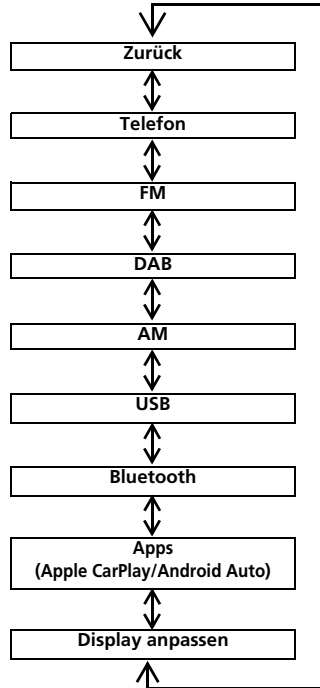 Zurück
Telefon
FM
DAB
AM
USB
Bluetooth
Apps
(Apple CarPlay/Android Auto)
Display anpassen